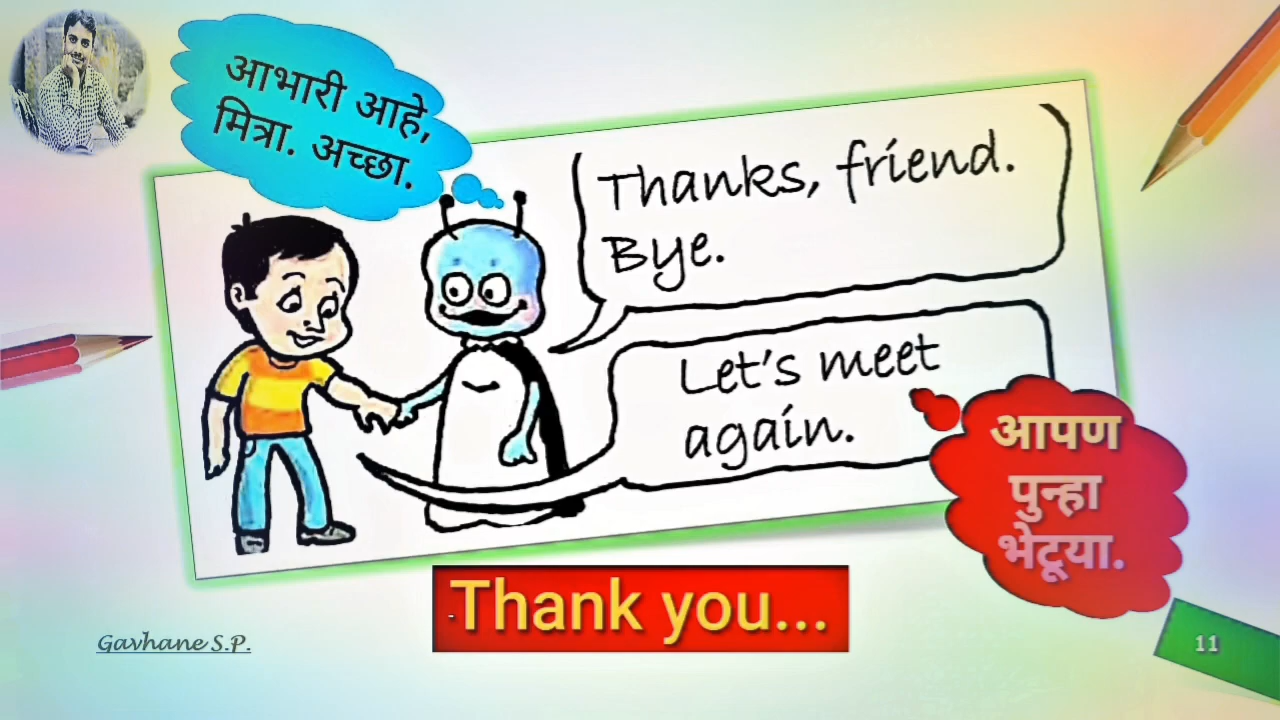 आभारी आहे,
मित्रा. अच्छा.
Thanks, friend.
Bye.
Let's meet
again.
आपण
पुन्हा
भेटूया.
Thank you...
Gavhane S.P.
11